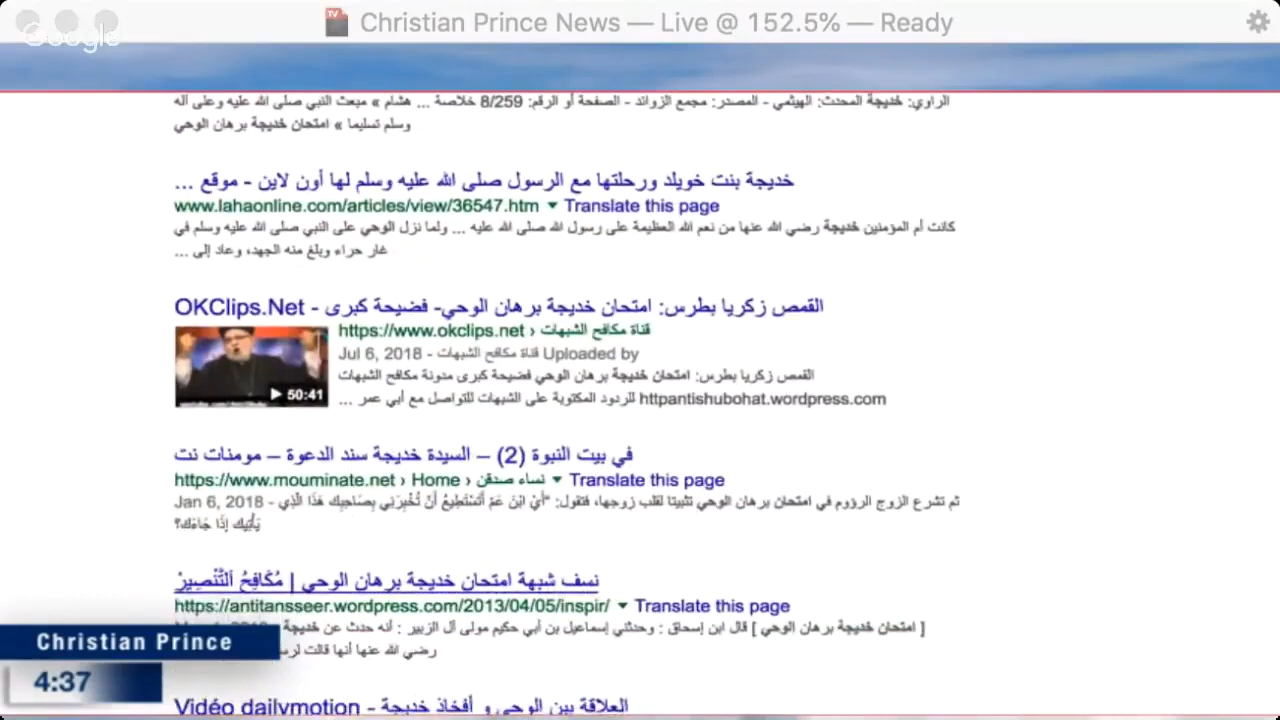 Google
Christian Prince News — Live @ 152.5% — Ready
الراوي: خديجة المحدث: الهيثمي - المصدر: مجمع الزوائد - الصفحة أو الرقم: 8/259 خلاصة ... هشام » مبعث النبي صلى الله عليه وعلى آله
وسلم تسليما » امتحان خديجة برهان الوحي
خديجة بنت خويلد ورحلتها مع الرسول صلى الله عليه وسلم لها أون لاين - موقع ...
www.lahaonline.com/articles/view/36547.htm ▼ Translate this page
كانت أم المؤمنين خديجة رضي الله عنها من نعم الله العظيمة على رسول الله صلى الله عليه ... ولما نزل الوحي على النبي صلى الله عليه وسلم في
غار حراء وبلغ منه الجهد، وعاد إلى ...
القمص زكريا بطرس: امتحان خديجة برهان الوحي- فضيحة كبرى - OKClips.Net
https://www.okclips.net › قناة مكافح الشبهات
Jul 6, 2018 - قناة مكافح الشبهات Uploaded by
القمص زكريا بطرس: امتحان خديجة برهان الوحي فضيحة كبرى مدونة مكافح الشبهات
httpantishubohat.wordpress.com للردود المكتوبة على الشبهات للتواصل مع أبي عمر ...
50:41
في بيت النبوة (2) – السيدة خديجة سند الدعوة – مومنات نت
https://www.mouminate.net › Home › نساء صدقن ▼ Translate this page
Jan 6, 2018 - ثم تشرع الزوج الرؤوم في امتحان برهان الوحي تثبيتا لقلب زوجها، فتقول: "أَيْ ابْنَ عَمِّ أَتَسْتَطِيعُ أَنْ تُخْبِرَنِي بِصَاحِبِكَ هَذَا الَّذِي
يَأْتِيكَ إِذَا جَاءَكَ؟
نسف شبهة امتحان خديجة برهان الوحي | مُكَافِحُ اَلتَّنْصِيرْ
https://antitansseer.wordpress.com/2013/04/05/inspir/ ▼ Translate this page
[ امتحان خديجة برهان الوحي ] قال ابن إسحاق : وحدثني إسماعيل بن أبي حكيم مولى آل الزبير : أنه حدث عن خديجة
رضي الله عنها أنها قالت
Christian Prince
4:37
العلاقة بين الوحي و أفخاذ خديجة - Vidéo dailymotion